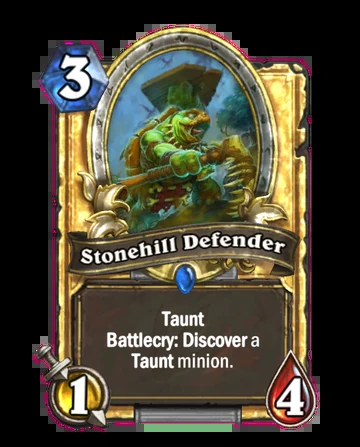 3
Stonehill Defender
Taunt
Battlecry: Discover a
Taunt minion.
1
4